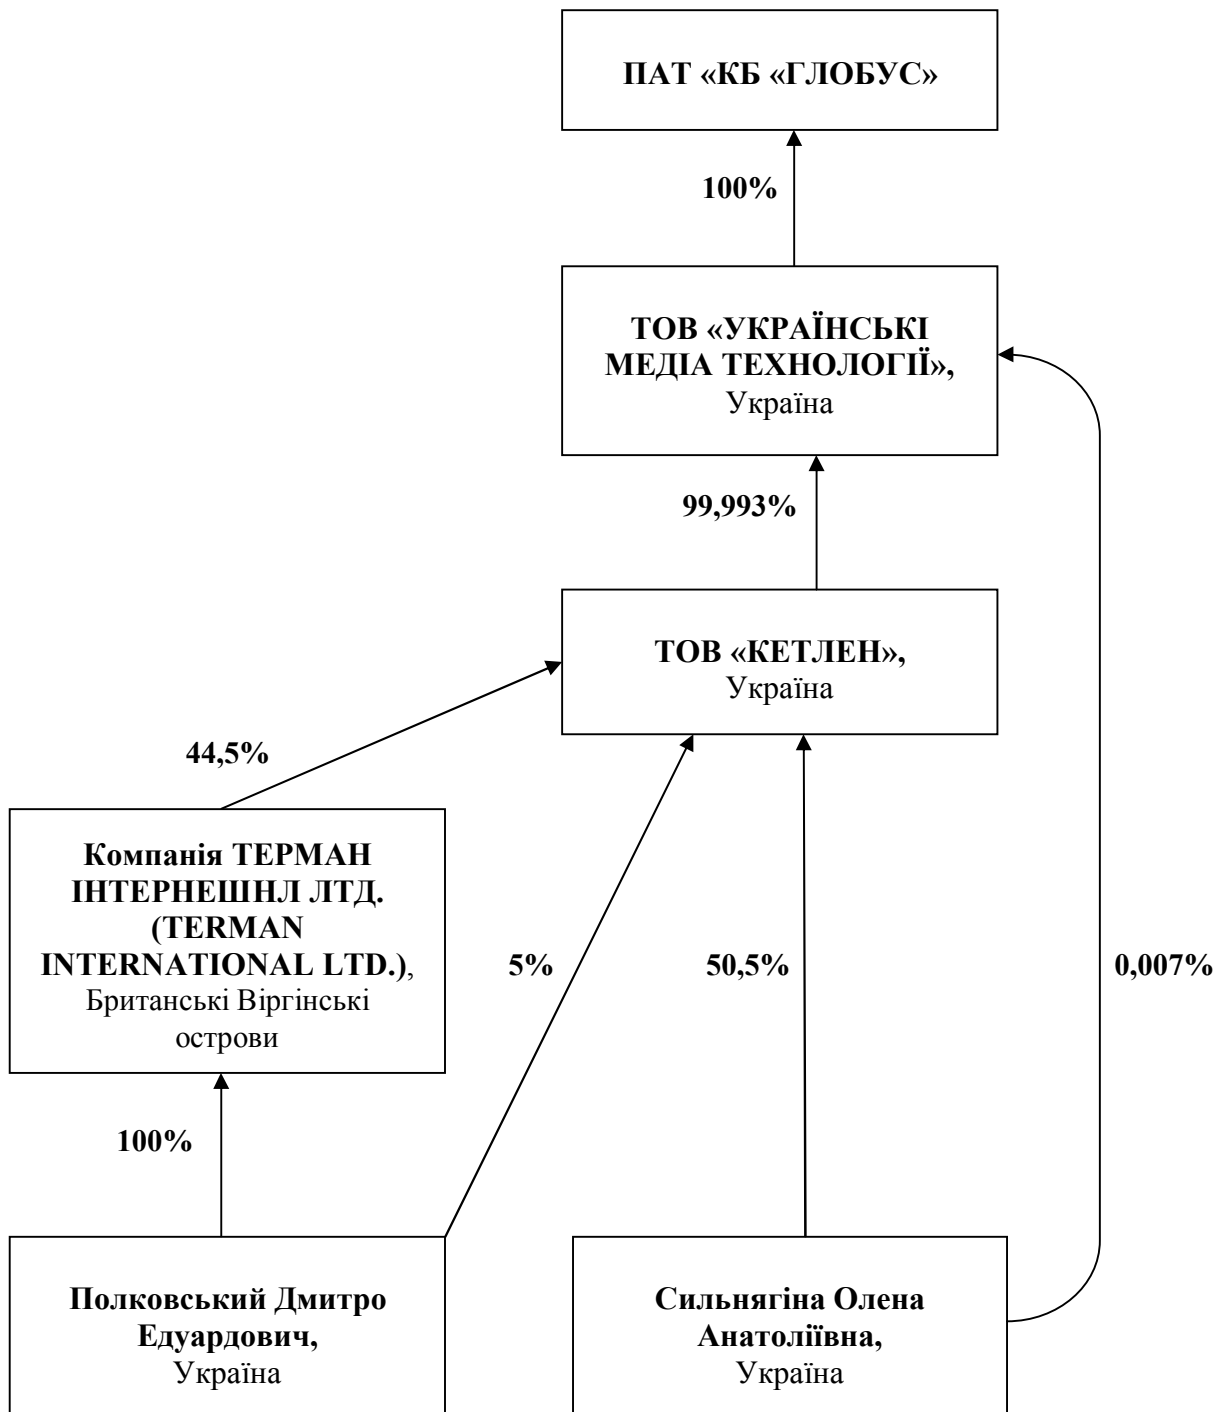 ПАТ «КБ «ГЛОБУС»
100%
ТОВ «УКРАЇНСЬКІ
МЕДІА ТЕХНОЛОГІЇ»,
Україна
99,993%
ТОВ «КЕТЛЕН»,
Україна
44,5%
Компанія ТЕРМАН
ІНТЕРНЕШНЛ ЛТД.
(TERMAN
INTERNATIONAL LTD.),
Британські Віргінські
острови
5%
50,5%
0,007%
100%
Полковський Дмитро
Едуардович,
Україна
Сильнягіна Олена
Анатоліївна,
Україна